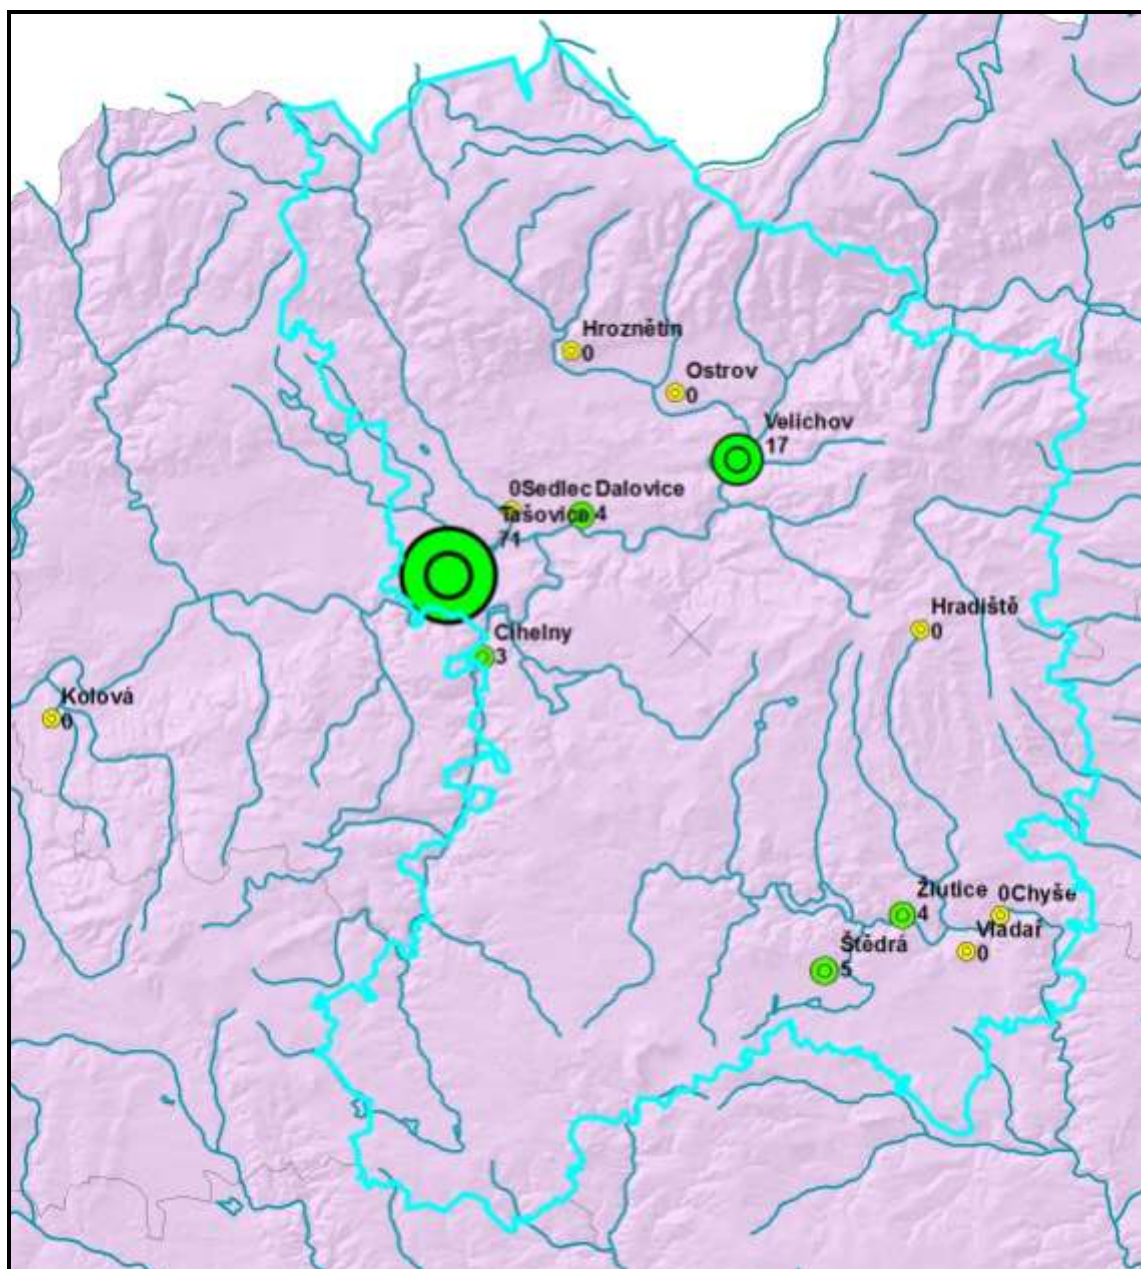 Hroznětín
0
Ostrov
0
Velichov
17
0Sedlec
Dalovice
4
Tašovice
71
Hradiště
0
Cihelny
3
Kolová
0
Žlutice
4
0Chyše
Vladař
0
Štědrá
5